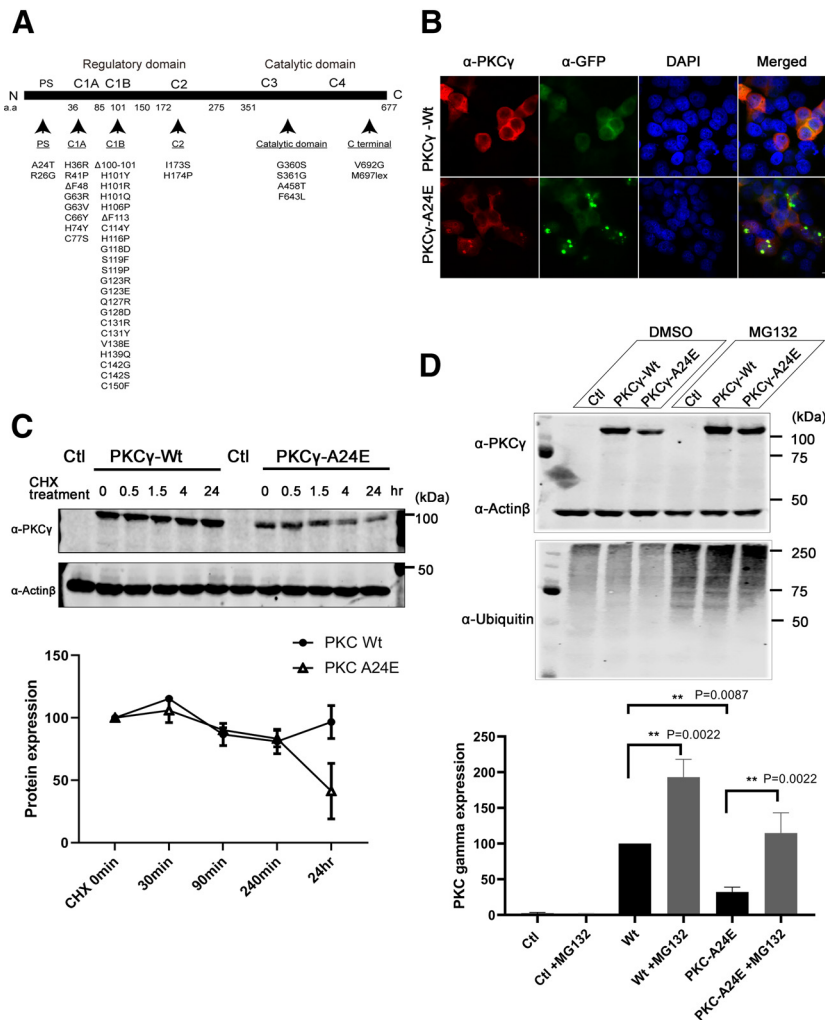 A
Regulatory domain
Catalytic domain
PS
C1A
C1B
C2
C3
C4
N
C
a.a
36
85
101
150
172
275
351
677
PS
C1A
C1B
C2
Catalytic domain
C terminal
A24T
R26G
H36R
R41P
ΔF48
G63R
G63V
C66Y
H74Y
C77S
Δ100-101
H101Y
H101R
H101Q
H106P
ΔF113
C114Y
H116P
G118D
S119F
S119P
G123R
G123E
Q127R
G128D
C131R
C131Y
V138E
H139Q
C142G
C142S
C150F
I173S
H174P
G360S
S361G
A458T
F643L
V692G
M697Iex
B
α-PKCγ
α-GFP
DAPI
Merged
PKCγ -Wt
PKCγ-A24E
C
Ctl
PKCγ-Wt
Ctl
PKCγ-A24E
CHX
treatment
0 0.5 1.5 4 24
0 0.5 1.5 4 24 hr
(kDa)
α-PKCγ
100
50
α-Actinβ
PKC Wt
PKC A24E
Protein expression
150
100
50
0
CHX 0min
30min
90min
240min
24hr
D
DMSO
MG132
Ctl
PKCγ-Wt
PKCγ-A24E
Ctl
PKCγ-Wt
PKCγ-A24E
(kDa)
α-PKCγ
100
75
50
α-Actinβ
250
75
α-Ubiquitin
50
** P=0.0087
** P=0.0022
** P=0.0022
PKC gamma expression
250
200
150
100
50
0
Ctl
Ctl +MG132
Wt
Wt +MG132
PKC-A24E
PKC-A24E +MG132